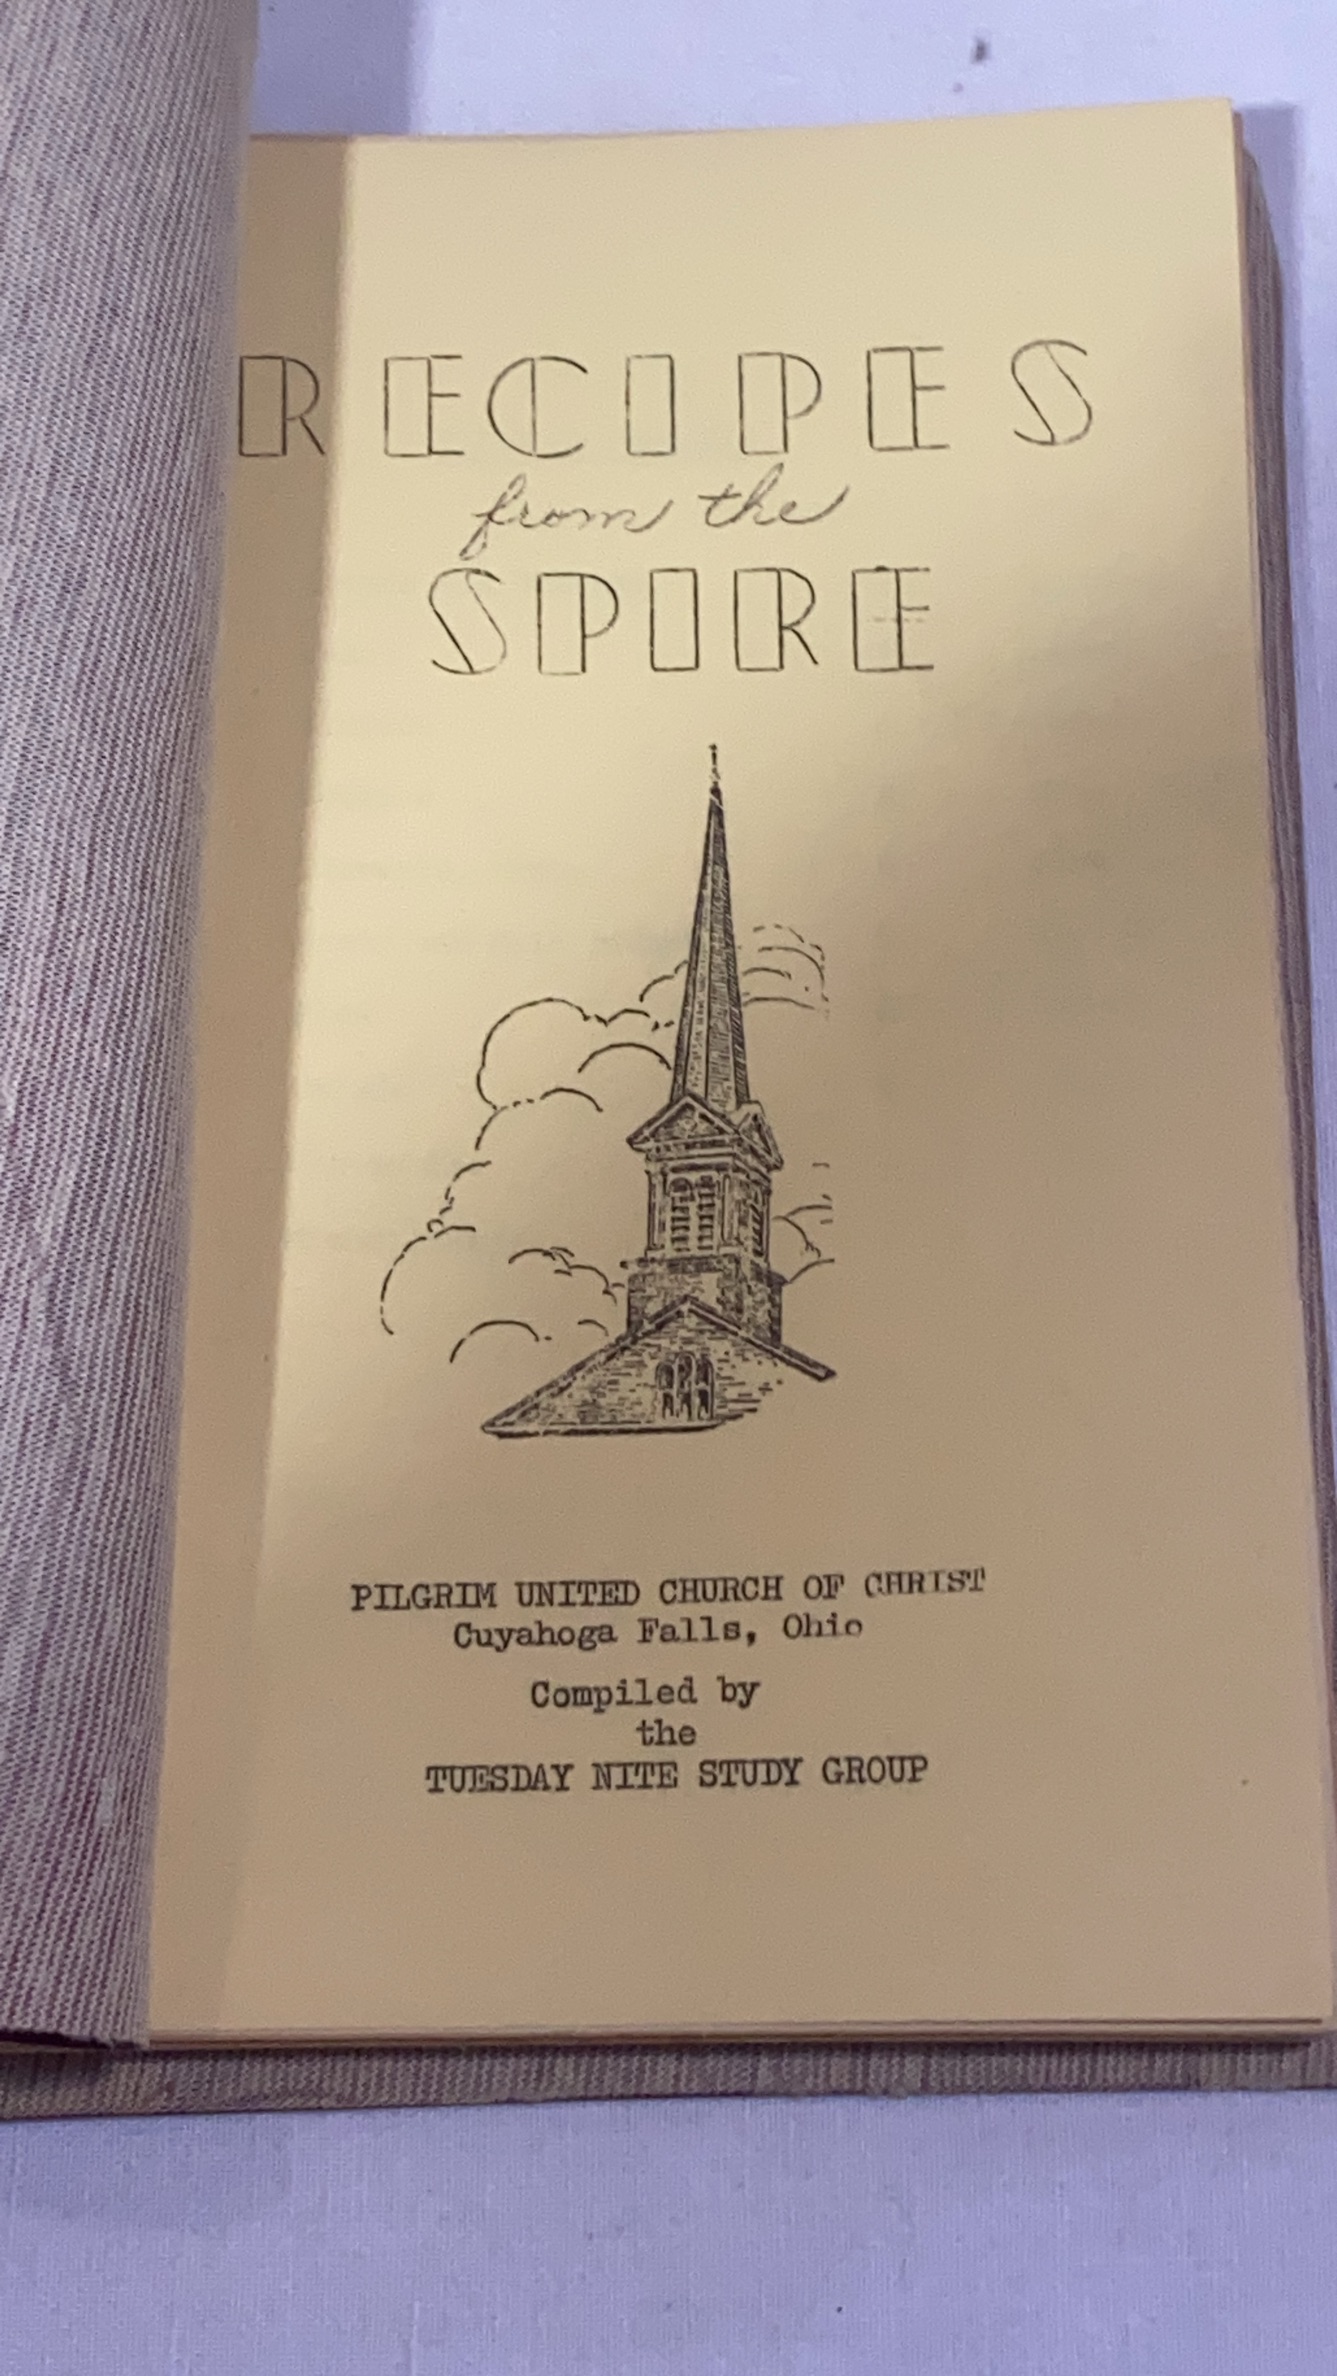 RECIPES
from the
SPIRE
PILGRIM UNITED CHURCH OF CHRIST
Cuyahoga Falls, Ohio
Compiled by
the
TUESDAY NITE STUDY GROUP